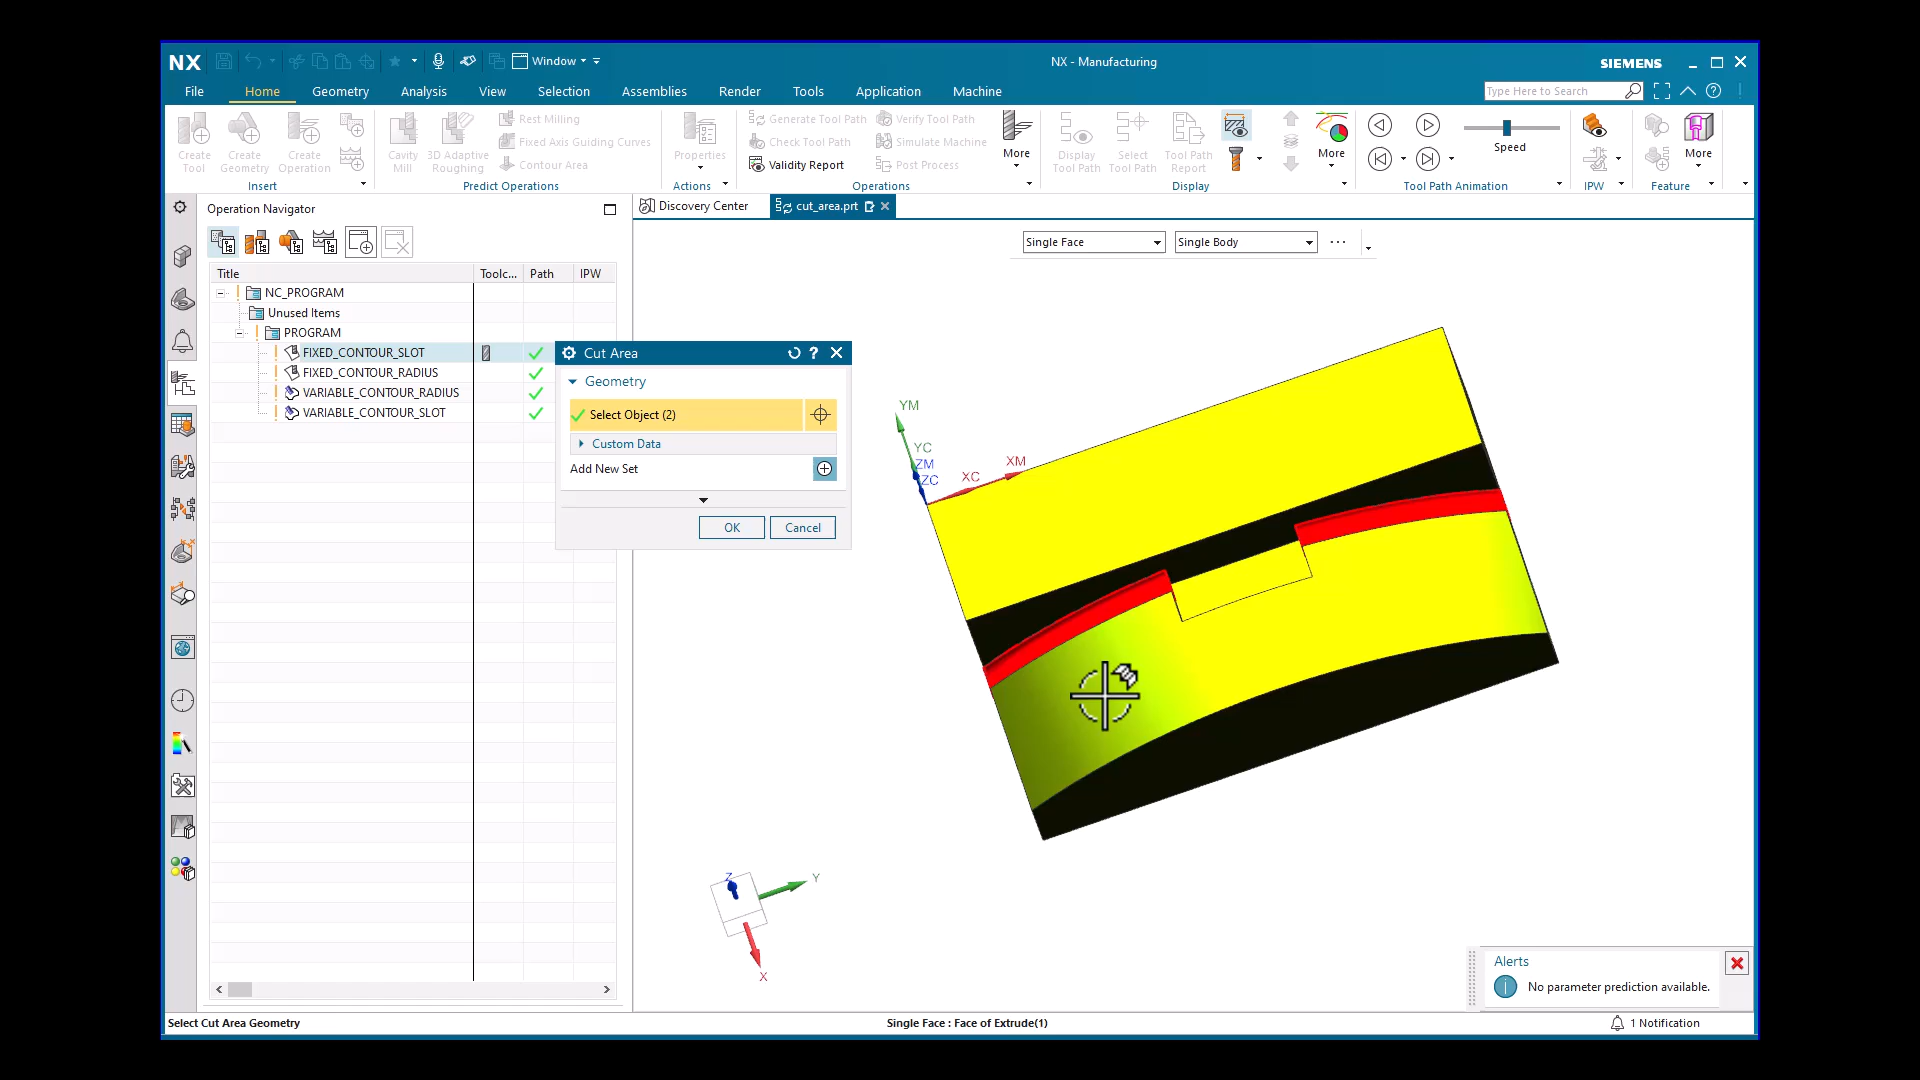 NX Window NX - Manufacturing SIEMENS
File Home Geometry Analysis View Selection Assemblies Render Tools Application Machine Type Here to Search
Create Tool
Create Geometry
Create Operation
Insert
Cavity Mill
3D Adaptive Roughing
Rest Milling
Fixed Axis Guiding Curves
Contour Area
Predict Operations
Properties
Actions
Generate Tool Path
Check Tool Path
Validity Report
Verify Tool Path
Simulate Machine
Post Process
More
Operations
Display Tool Path
Select Tool Path
Tool Path Report
More
Display
Speed
Tool Path Animation
IPW
More
Feature
Operation Navigator
Discovery Center
cut_area.prt
Single Face
Single Body
Title Toolc... Path IPW
NC_PROGRAM
Unused Items
PROGRAM
FIXED_CONTOUR_SLOT
FIXED_CONTOUR_RADIUS
VARIABLE_CONTOUR_RADIUS
VARIABLE_CONTOUR_SLOT
Cut Area
Geometry
Select Object (2)
Custom Data
Add New Set
OK Cancel
YM
YC
ZM
ZC
XC
XM
Z
Y
X
Alerts
No parameter prediction available.
Select Cut Area Geometry
Single Face : Face of Extrude(1)
1 Notification